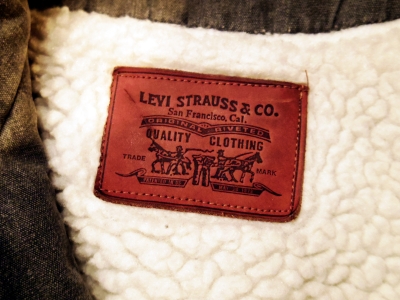 LEVI STRAUSS & CO.
San Francisco, Cal.
ORIGINAL RIVETED
QUALITY CLOTHING
TRADE MARK